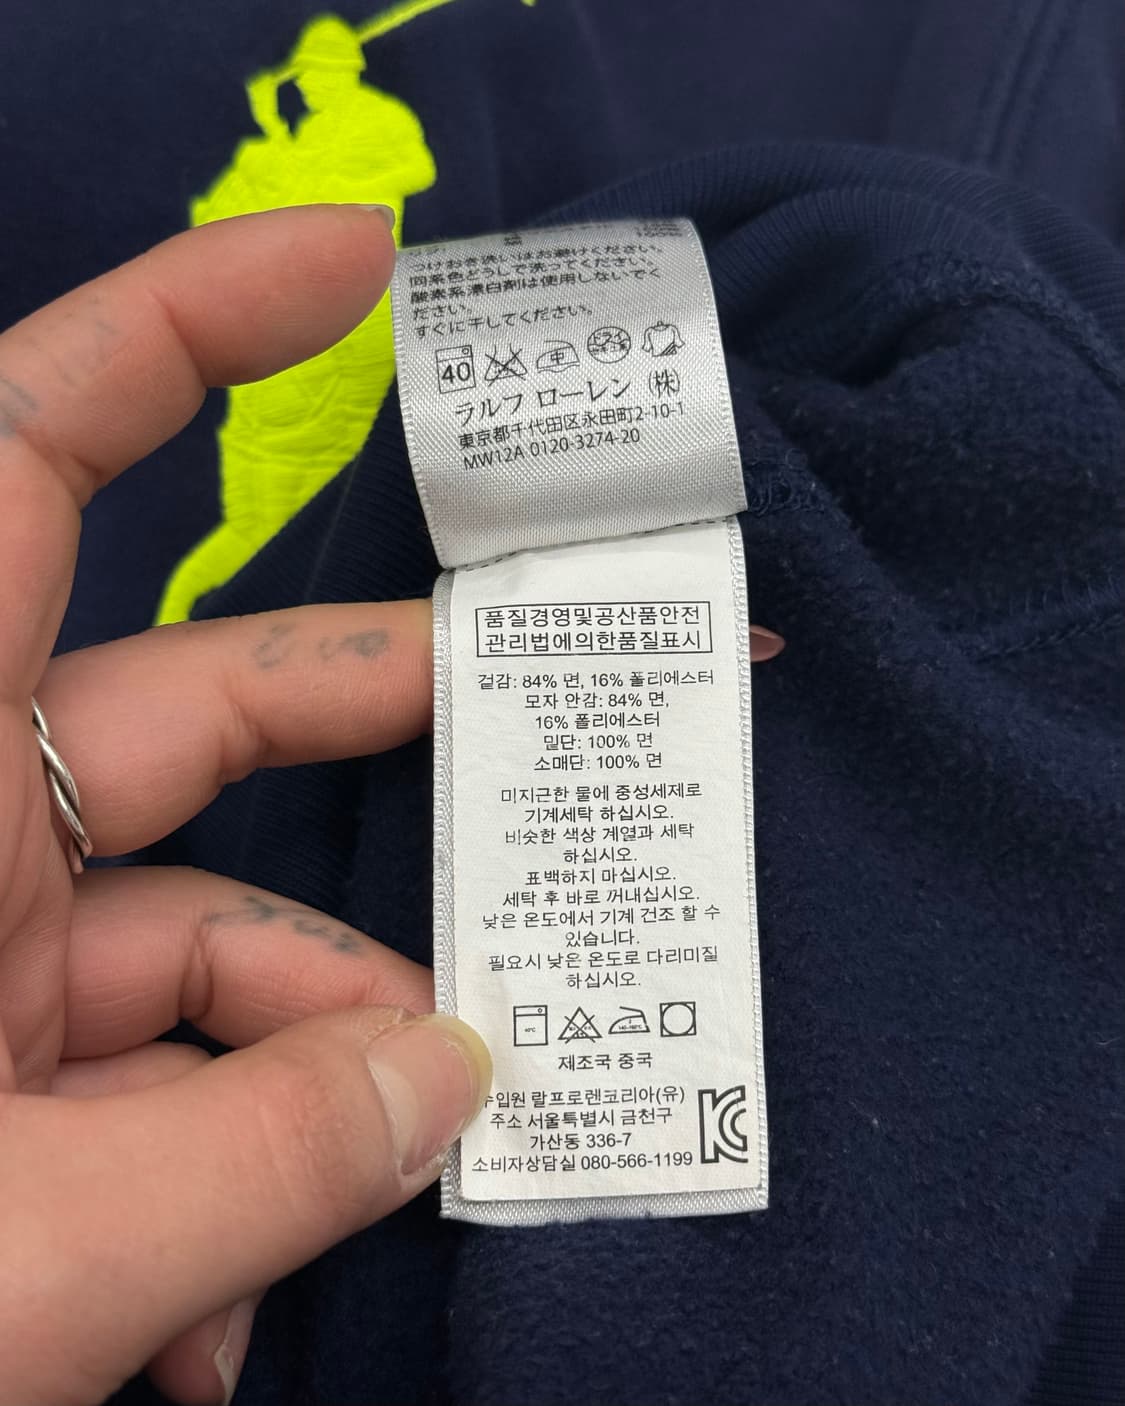 つけおき洗いはお避けください。
同系色どうしで洗ってください。
酸素系漂白剤は使用しないでく
ださい。
すぐに干してください。
40
中
ラルフ ローレン (株)
東京都千代田区永田町2-10-1
MW12A 0120-3274-20
품질경영및공산품안전
관리법에의한품질표시
겉감: 84% 면, 16% 폴리에스터
모자 안감: 84% 면,
16% 폴리에스터
밑단: 100% 면
소매단: 100% 면
미지근한 물에 중성세제로
기계세탁 하십시오.
비슷한 색상 계열과 세탁
하십시오.
표백하지 마십시오.
세탁 후 바로 꺼내십시오.
낮은 온도에서 기계 건조 할 수
있습니다.
필요시 낮은 온도로 다리미질
하십시오.
제조국 중국
랄프로렌코리아(유)
주소 서울특별시 금천구
가산동 336-7
소비자상담실 080-566-1199
KC